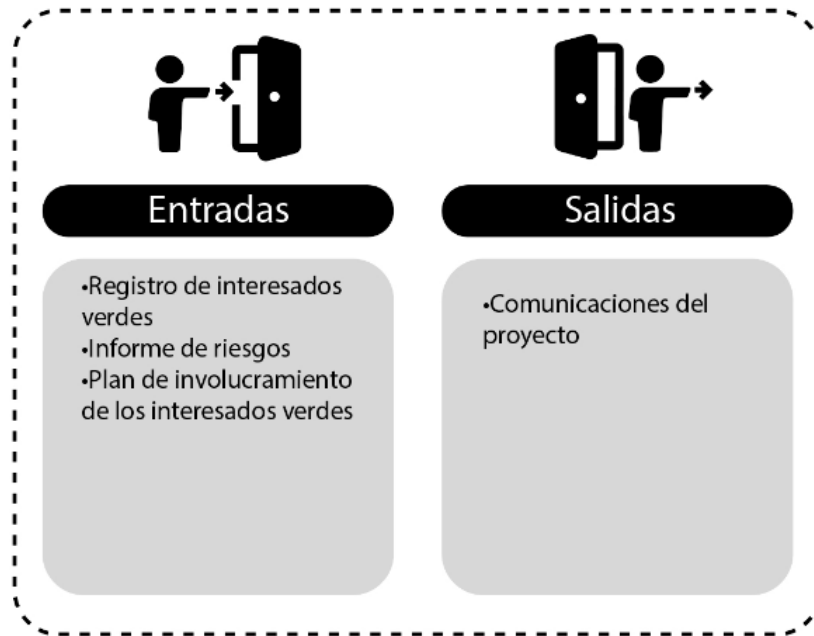 Entradas
•Registro de interesados
verdes
•Informe de riesgos
•Plan de involucramiento
de los interesados verdes
Salidas
•Comunicaciones del
proyecto